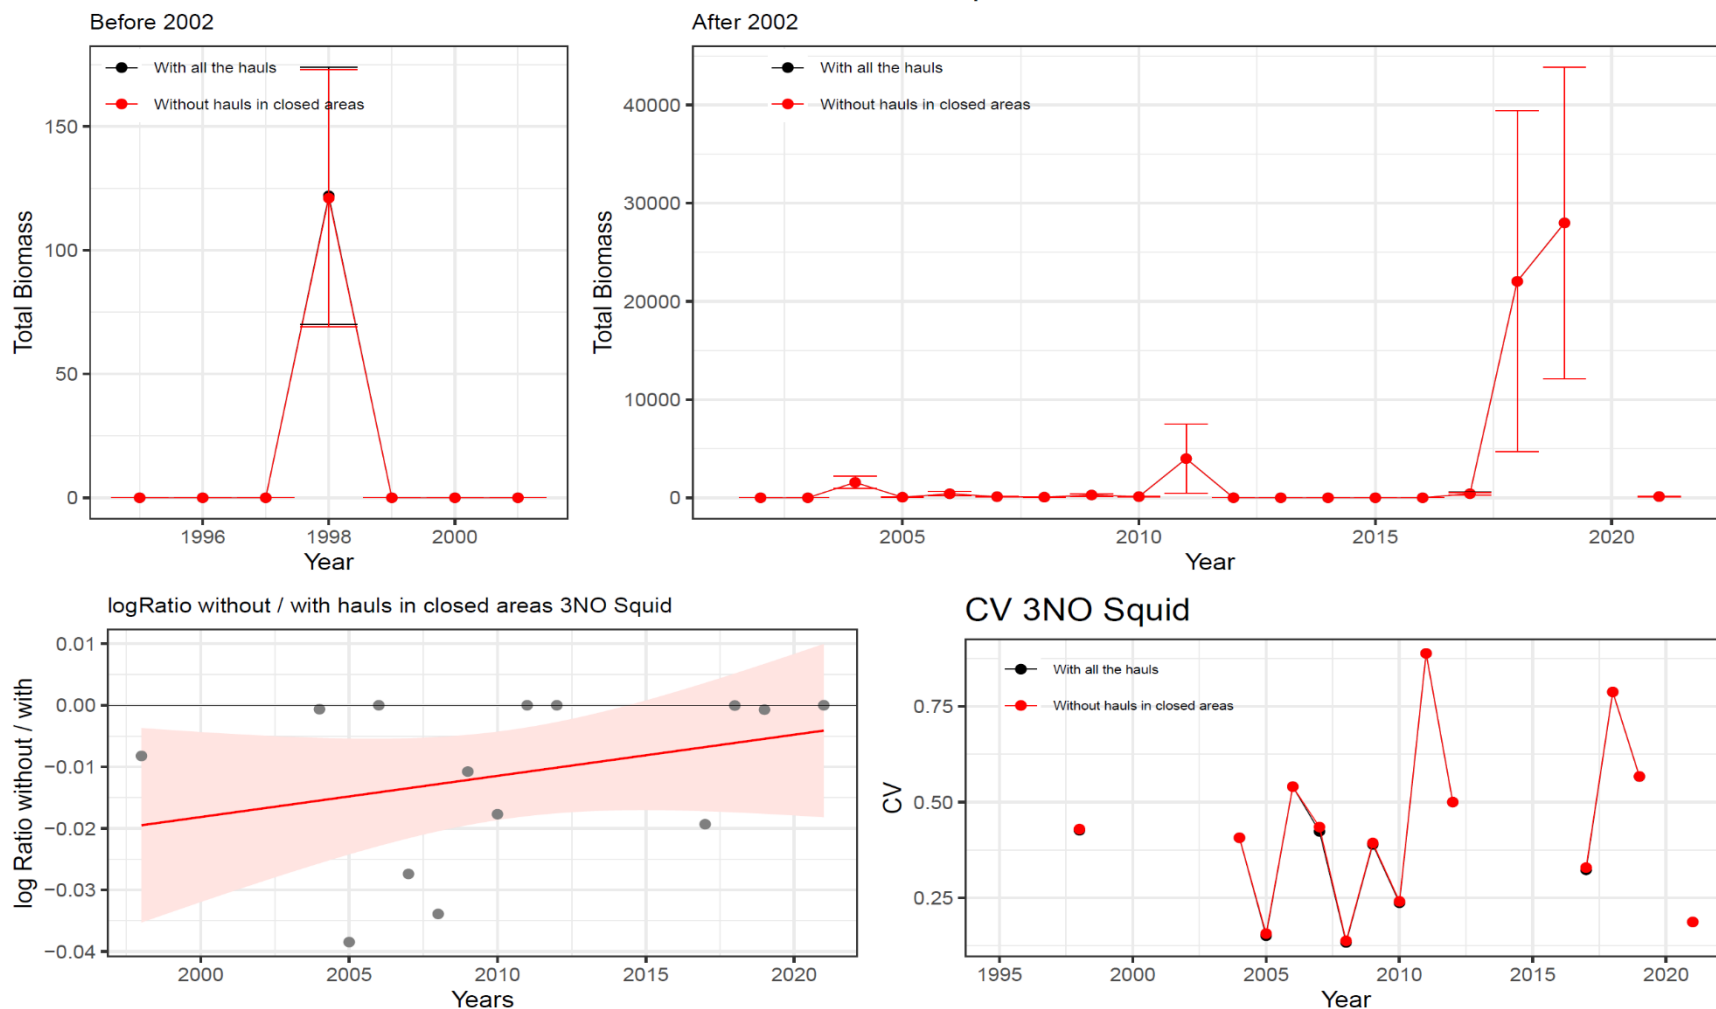 Before 2002
With all the hauls
Without hauls in closed areas
150
100
50
0
Total Biomass
1996
1998
2000
Year
After 2002
With all the hauls
Without hauls in closed areas
40000
30000
20000
10000
0
Total Biomass
2005
2010
2015
2020
Year
logRatio without / with hauls in closed areas 3NO Squid
0.01
0.00
−0.01
−0.02
−0.03
−0.04
log Ratio without / with
2000
2005
2010
2015
2020
Years
CV 3NO Squid
With all the hauls
Without hauls in closed areas
0.75
0.50
0.25
CV
1995
2000
2005
2010
2015
2020
Year